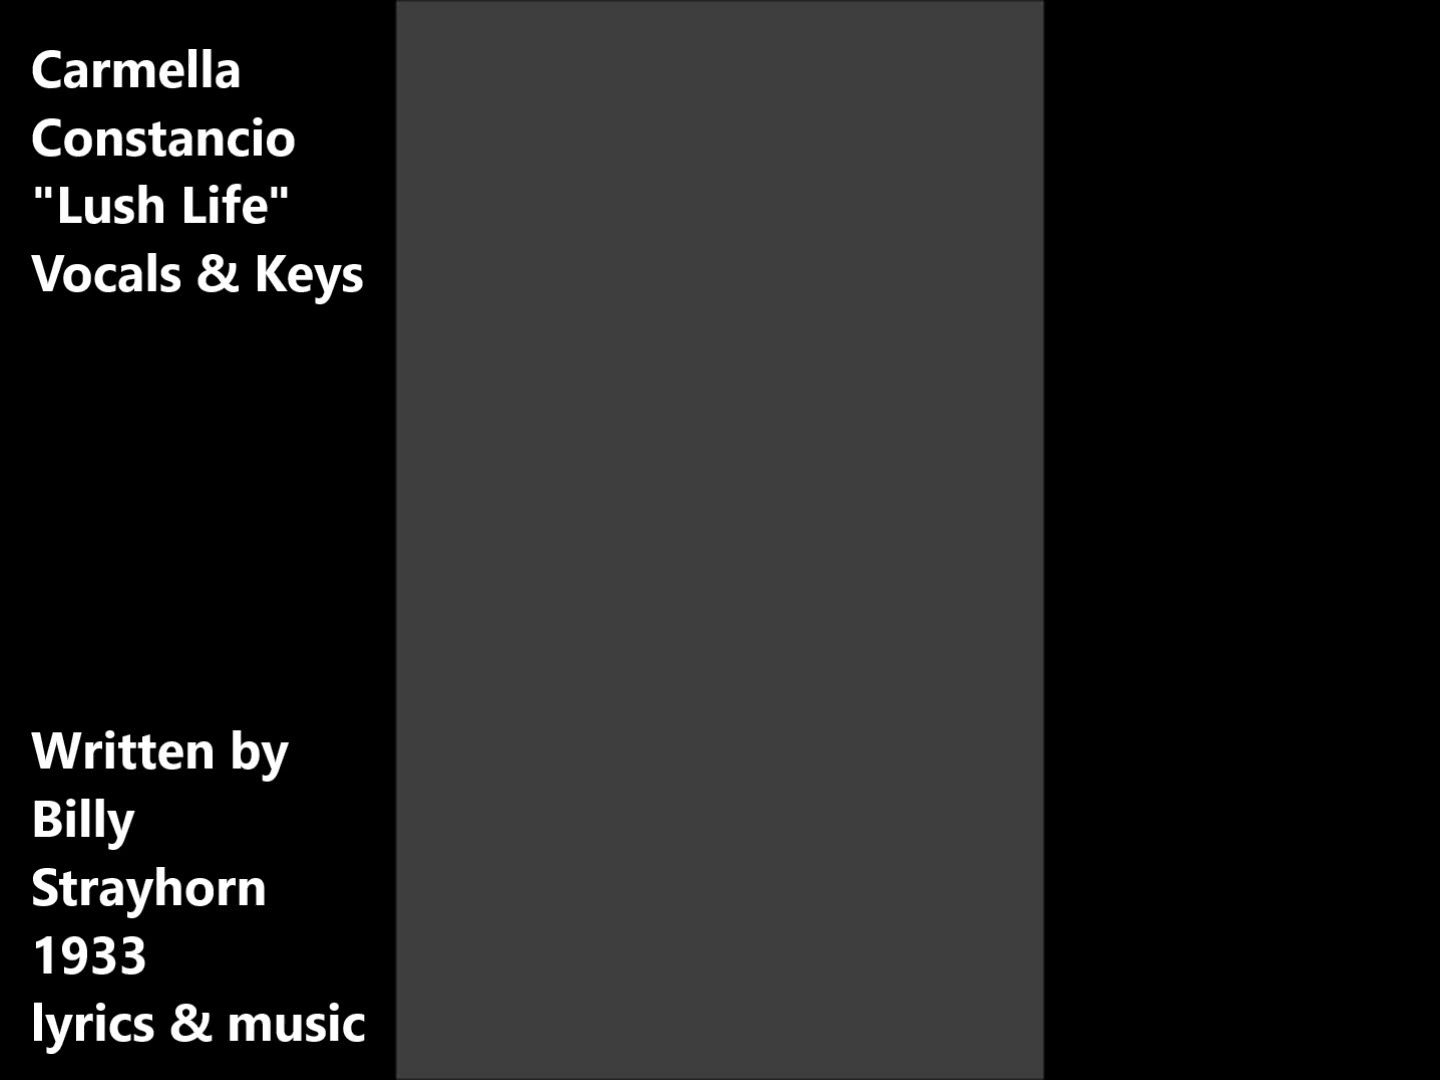 Carmella
Constancio
"Lush Life"
Vocals & Keys
Written by
Billy
Strayhorn
1933
lyrics & music